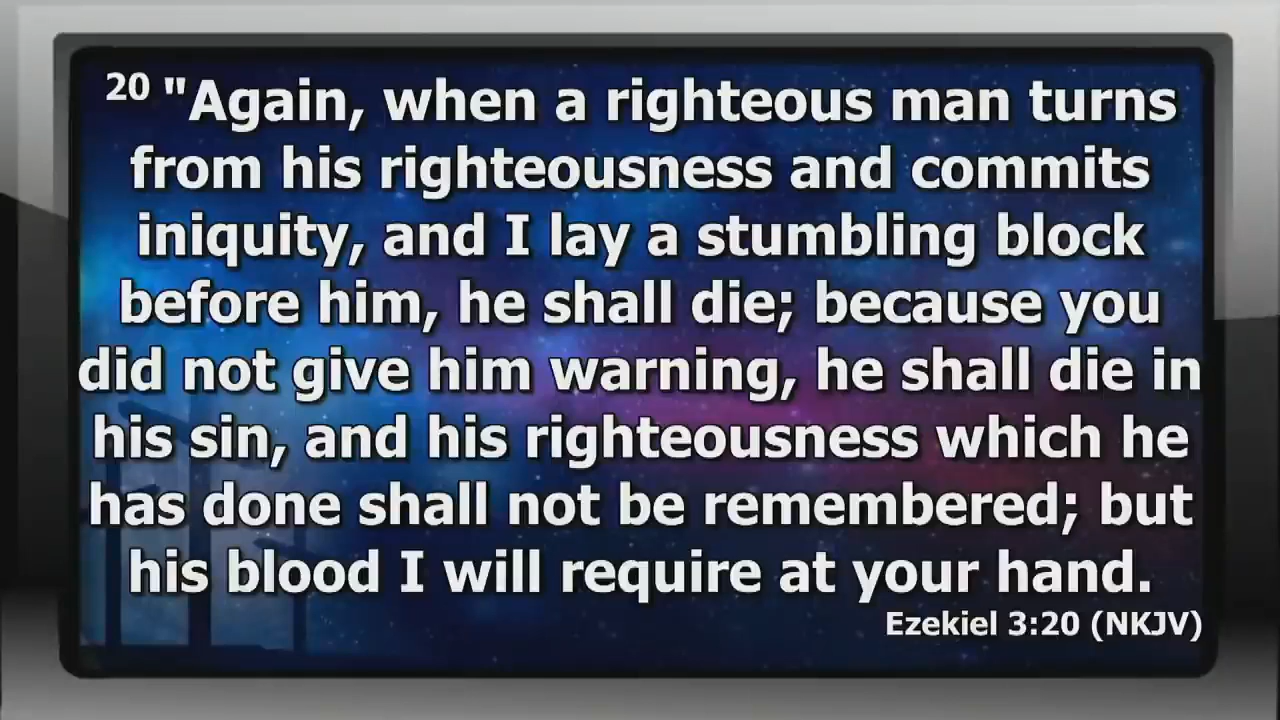 20 "Again, when a righteous man turns
from his righteousness and commits
iniquity, and I lay a stumbling block
before him, he shall die; because you
did not give him warning, he shall die in
his sin, and his righteousness which he
has done shall not be remembered; but
his blood I will require at your hand.
Ezekiel 3:20 (NKJV)